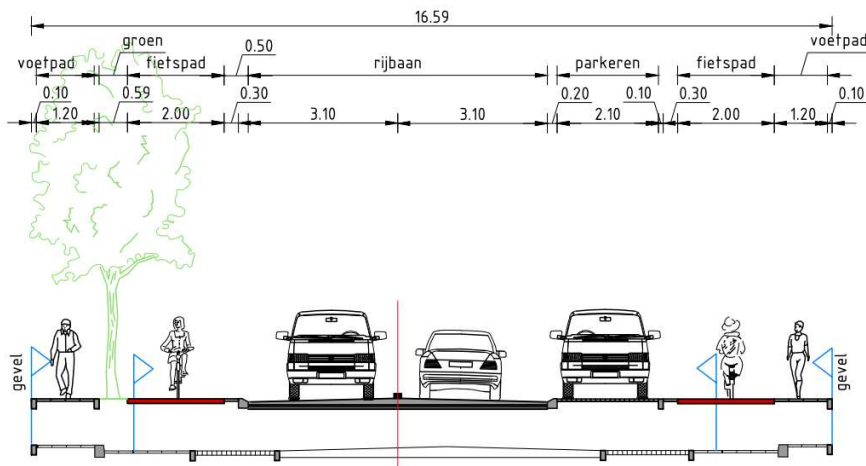 16.59
groen
voetpad
fietspad
0.50
rijbaan
parkeren
fietspad
voetpad
0.10
0.59
0.30
0.20
0.10
0.30
0.10
1.20
2.00
3.10
3.10
2.10
2.00
1.20
gevel
gevel